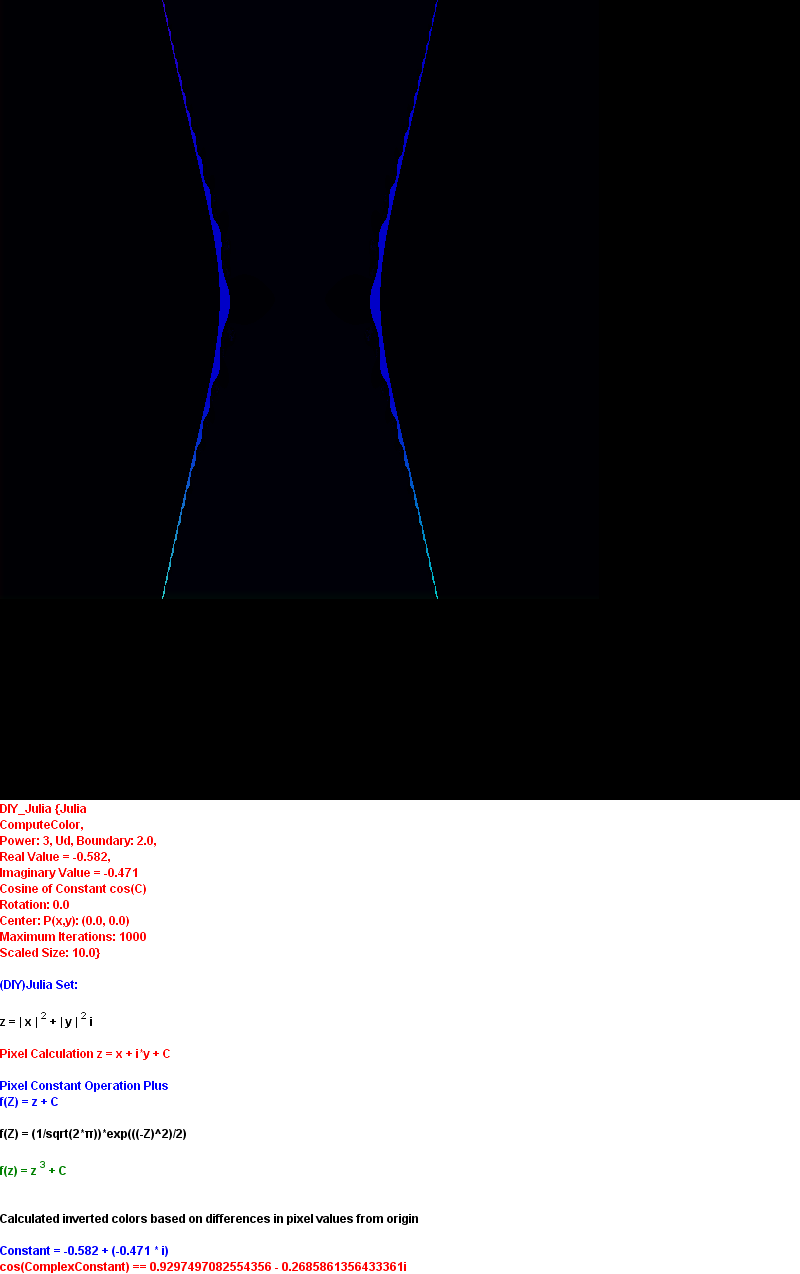 DIY_Julia {Julia
ComputeColor,
Power: 3, Ud, Boundary: 2.0,
Real Value = -0.582,
Imaginary Value = -0.471
Cosine of Constant cos(C)
Rotation: 0.0
Center: P(x,y): (0.0, 0.0)
Maximum Iterations: 1000
Scaled Size: 10.0}
(DIY)Julia Set:
z = | x | 2 + | y | 2 i
Pixel Calculation z = x + i*y + C
Pixel Constant Operation Plus
f(Z) = z + C
f(Z) = (1/sqrt(2*π))*exp(((-Z)^2)/2)
f(z) = z 3 + C
Calculated inverted colors based on differences in pixel values from origin
Constant = -0.582 + (-0.471 * i)
cos(ComplexConstant) == 0.9297497082554356 - 0.2685861356433361i